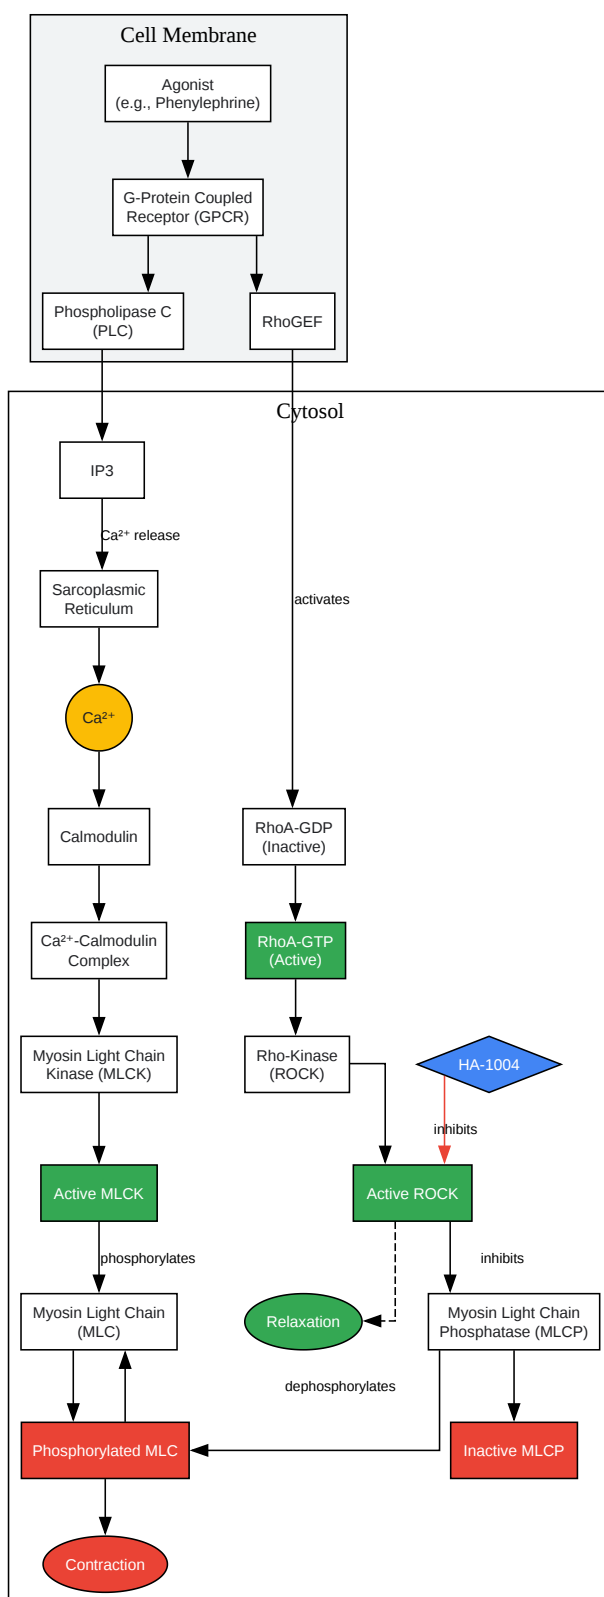 Cell Membrane
Agonist
(e.g., Phenylephrine)
G-Protein Coupled
Receptor (GPCR)
Phospholipase C
(PLC)
RhoGEF
Cytosol
IP3
Ca²⁺ release
Sarcoplasmic
Reticulum
activates
Ca²⁺
Calmodulin
RhoA-GDP
(Inactive)
Ca²⁺-Calmodulin
Complex
RhoA-GTP
(Active)
Myosin Light Chain
Kinase (MLCK)
Rho-Kinase
(ROCK)
HA-1004
inhibits
Active MLCK
Active ROCK
phosphorylates
inhibits
Myosin Light Chain
(MLC)
Relaxation
Myosin Light Chain
Phosphatase (MLCP)
dephosphorylates
Phosphorylated MLC
Inactive MLCP
Contraction